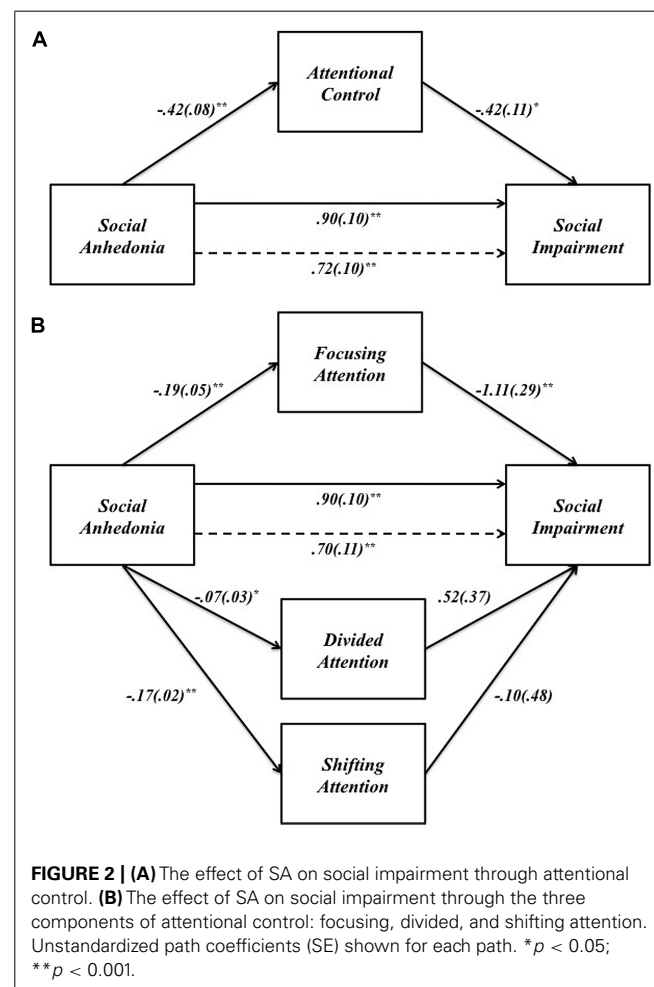 A
Attentional
Control
-.42(.08)**
-.42(.11)*
Social
Anhedonia
.90(.10)**
.72(.10)**
Social
Impairment
B
Focusing
Attention
-.19(.05)**
-1.11(.29)**
Social
Anhedonia
.90(.10)**
.70(.11)**
Social
Impairment
-.07(.03)*
.52(.37)
Divided
Attention
-.17(.02)**
-.10(.48)
Shifting
Attention
FIGURE 2 | (A) The effect of SA on social impairment through attentional
control. (B) The effect of SA on social impairment through the three
components of attentional control: focusing, divided, and shifting attention.
Unstandardized path coefficients (SE) shown for each path. *p < 0.05;
**p < 0.001.